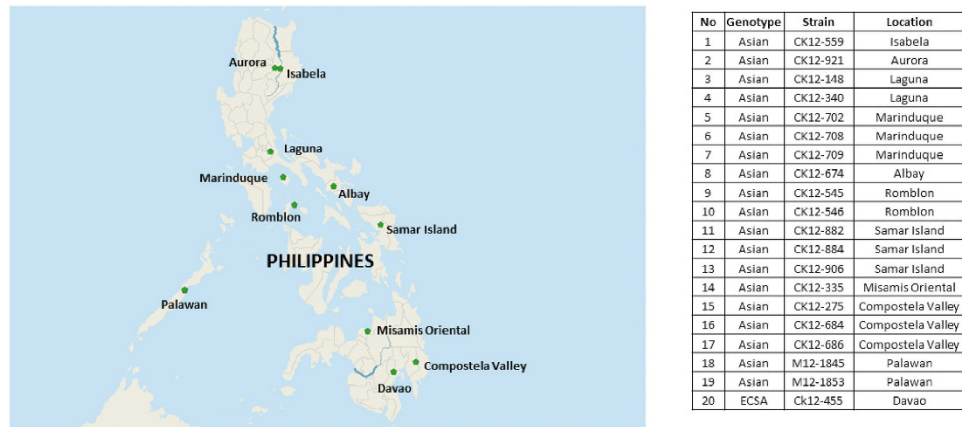 Aurora
Isabela
Laguna
Marinduque
Albay
Romblon
Samar Island
PHILIPPINES
Palawan
Misamis Oriental
Compostela Valley
Davao
No Genotype Strain Location
1 Asian CK12-559 Isabela
2 Asian CK12-921 Aurora
3 Asian CK12-148 Laguna
4 Asian CK12-340 Laguna
5 Asian CK12-702 Marinduque
6 Asian CK12-708 Marinduque
7 Asian CK12-709 Marinduque
8 Asian CK12-674 Albay
9 Asian CK12-545 Romblon
10 Asian CK12-546 Romblon
11 Asian CK12-882 Samar Island
12 Asian CK12-884 Samar Island
13 Asian CK12-906 Samar Island
14 Asian CK12-335 Misamis Oriental
15 Asian CK12-275 Compostela Valley
16 Asian CK12-684 Compostela Valley
17 Asian CK12-686 Compostela Valley
18 Asian M12-1845 Palawan
19 Asian M12-1853 Palawan
20 ECSA Ck12-455 Davao